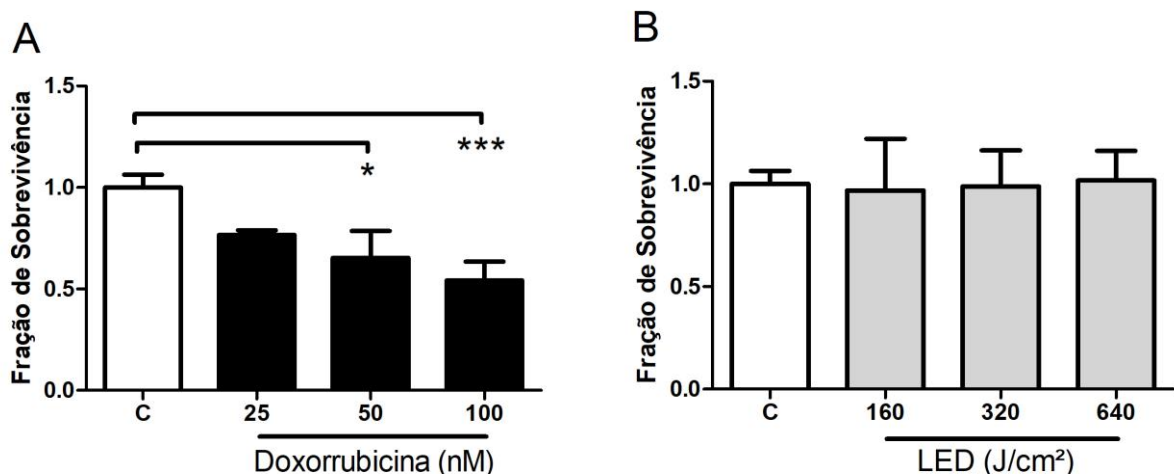 A
Fração de Sobrevivência
1.5
1.0
0.5
0.0
***
*
C 25 50 100
Doxorrubicina (nM)
B
Fração de Sobrevivência
1.5
1.0
0.5
0.0
C 160 320 640
LED (J/cm²)